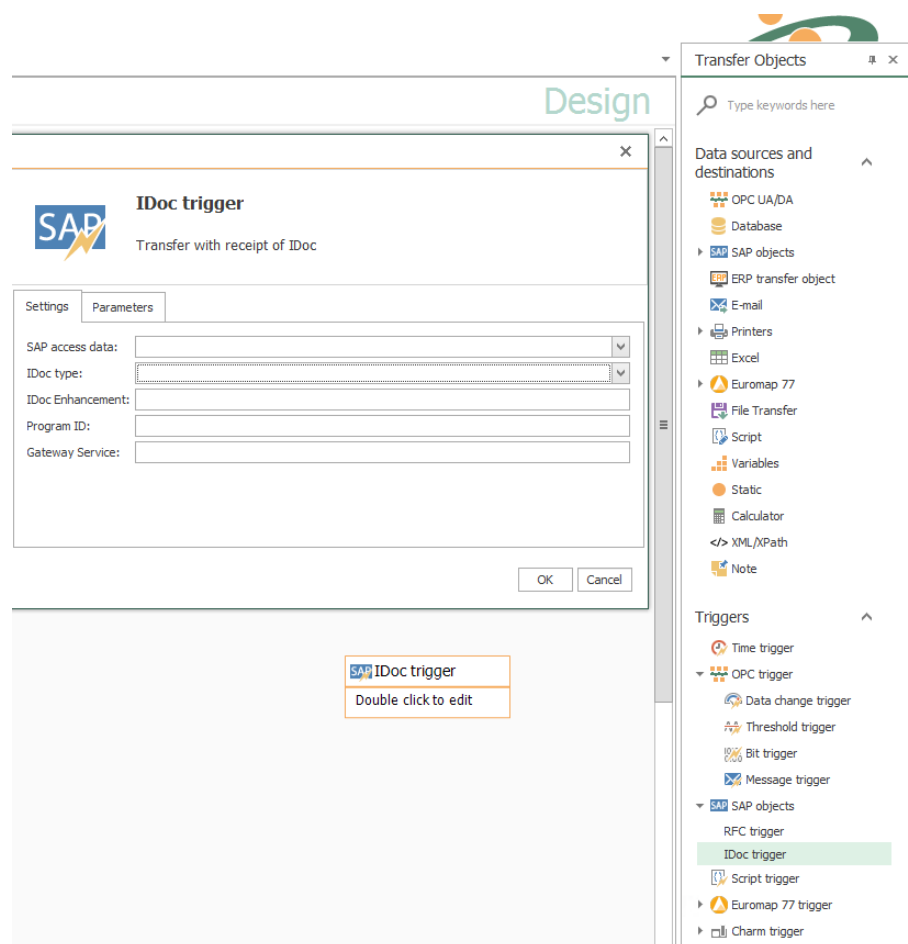 Transfer Objects
Design
Type keywords here
IDoc trigger
SAP
Transfer with receipt of IDoc
Settings
Parameters
SAP access data:
IDoc type:
IDoc Enhancement:
Program ID:
Gateway Service:
OK
Cancel
SAP IDoc trigger
Double click to edit
Data sources and
destinations
OPC UA/DA
Database
SAP SAP objects
ERP ERP transfer object
E-mail
Printers
Excel
Euromap 77
File Transfer
Script
Variables
Static
Calculator
</> XML/XPath
Note
Triggers
Time trigger
OPC trigger
Data change trigger
Threshold trigger
Bit trigger
Message trigger
SAP SAP objects
RFC trigger
IDoc trigger
Script trigger
Euromap 77 trigger
Charm trigger